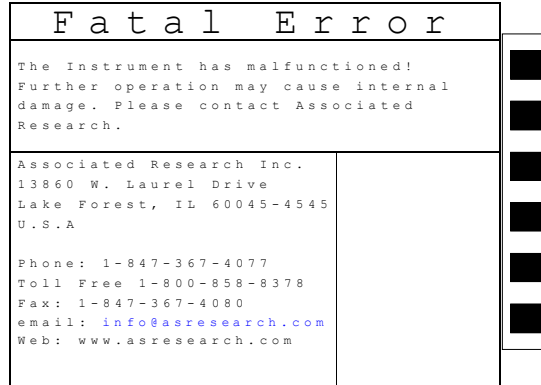 Fatal Error
The Instrument has malfunctioned!
Further operation may cause internal
damage. Please contact Associated
Research.
Associated Research Inc.
13860 W. Laurel Drive
Lake Forest, IL 60045-4545
U.S.A
Phone: 1-847-367-4077
Toll Free 1-800-858-8378
Fax: 1-847-367-4080
email: info@asresearch.com
Web: www.asresearch.com